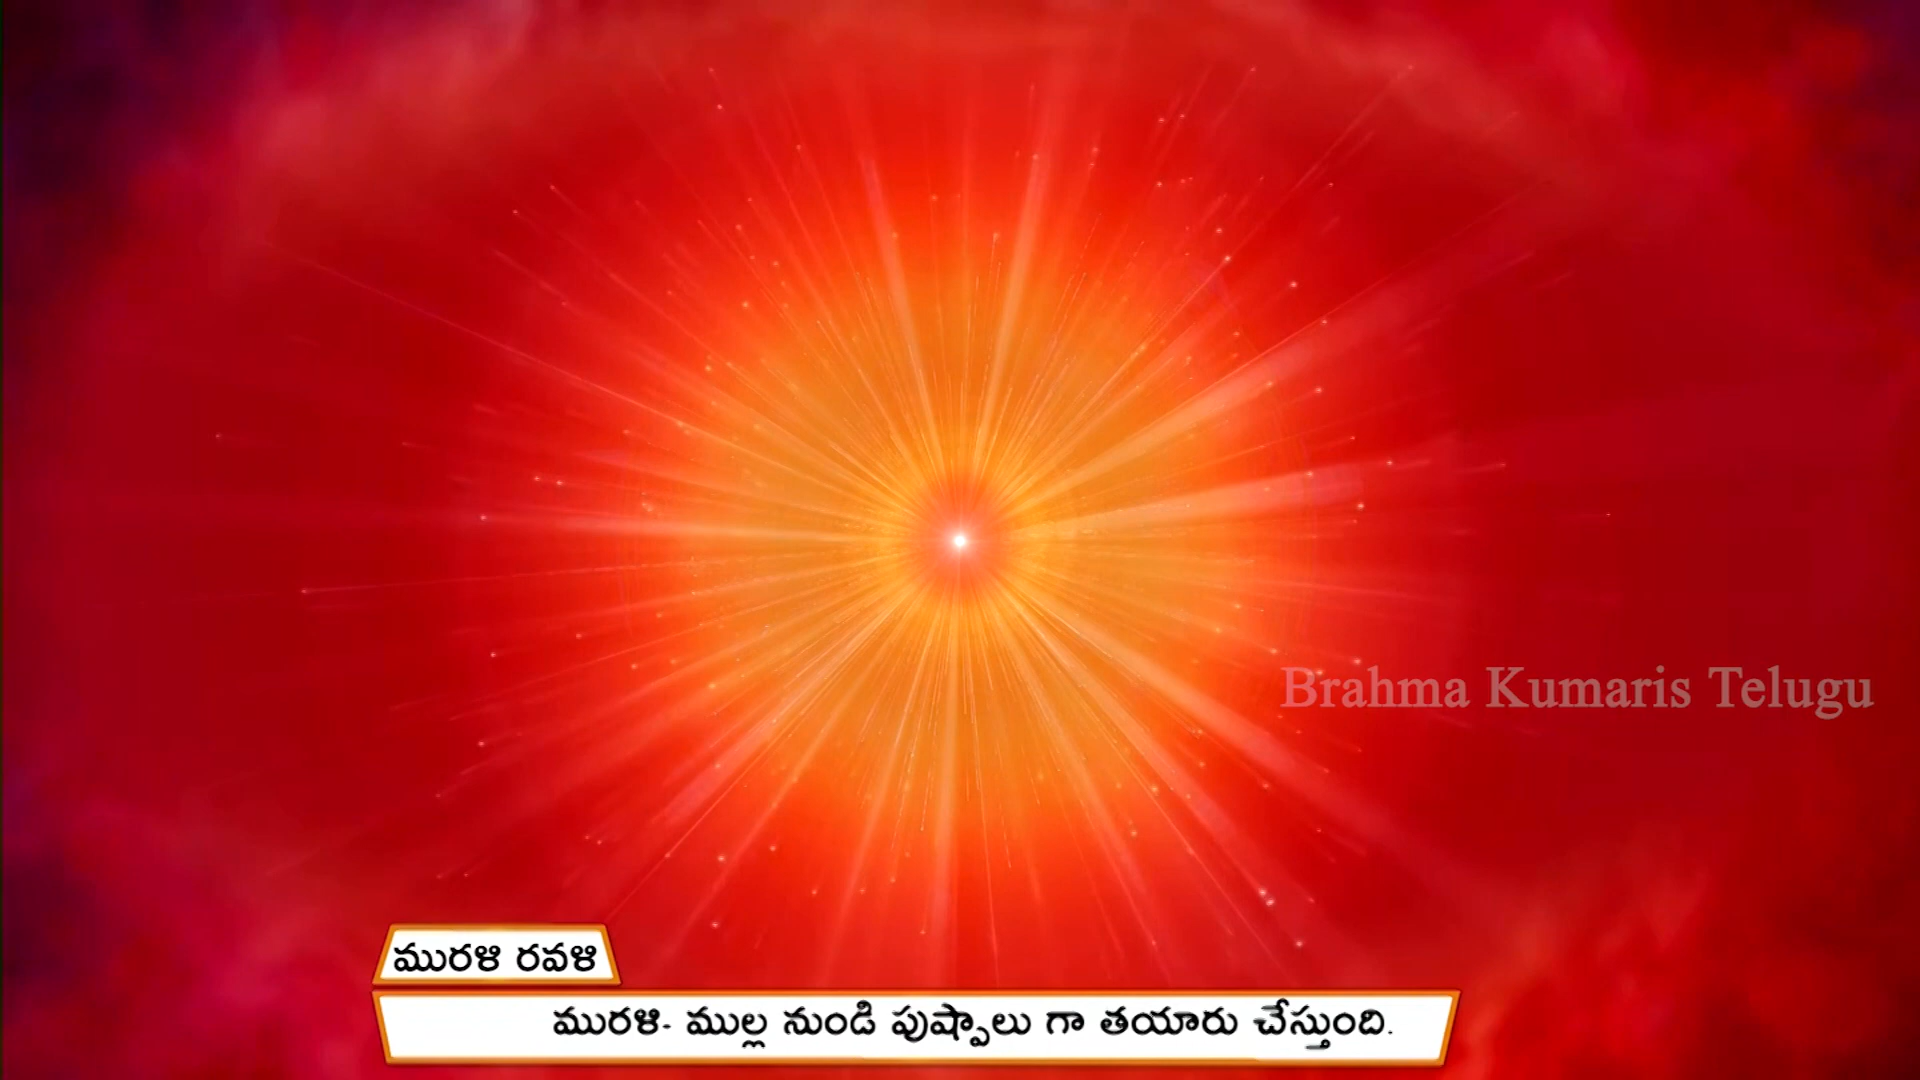 Brahma Kumaris Telugu
మురళి రవళి
మురళి- ముల్ల నుండి పుష్పాలు గా తయారు చేస్తుంది.